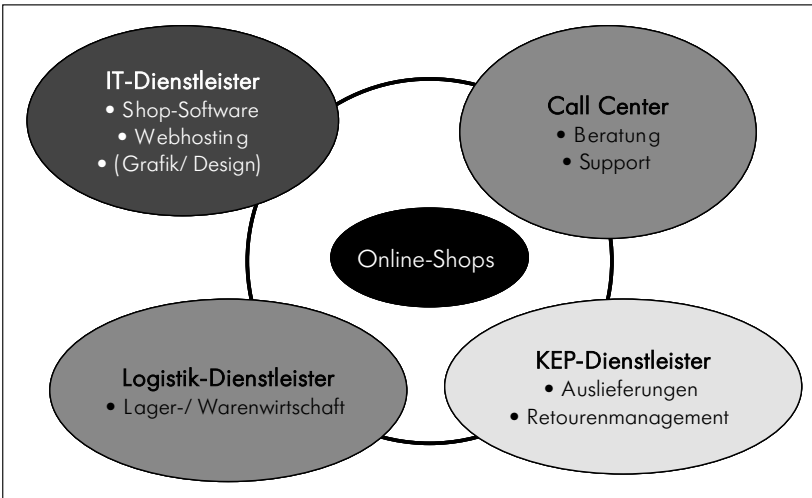 IT-Dienstleister
• Shop-Software
• Webhosting
• (Grafik/ Design)
Call Center
• Beratung
• Support
Online-Shops
Logistik-Dienstleister
• Lager-/ Warenwirtschaft
KEP-Dienstleister
• Auslieferungen
• Retourenmanagement